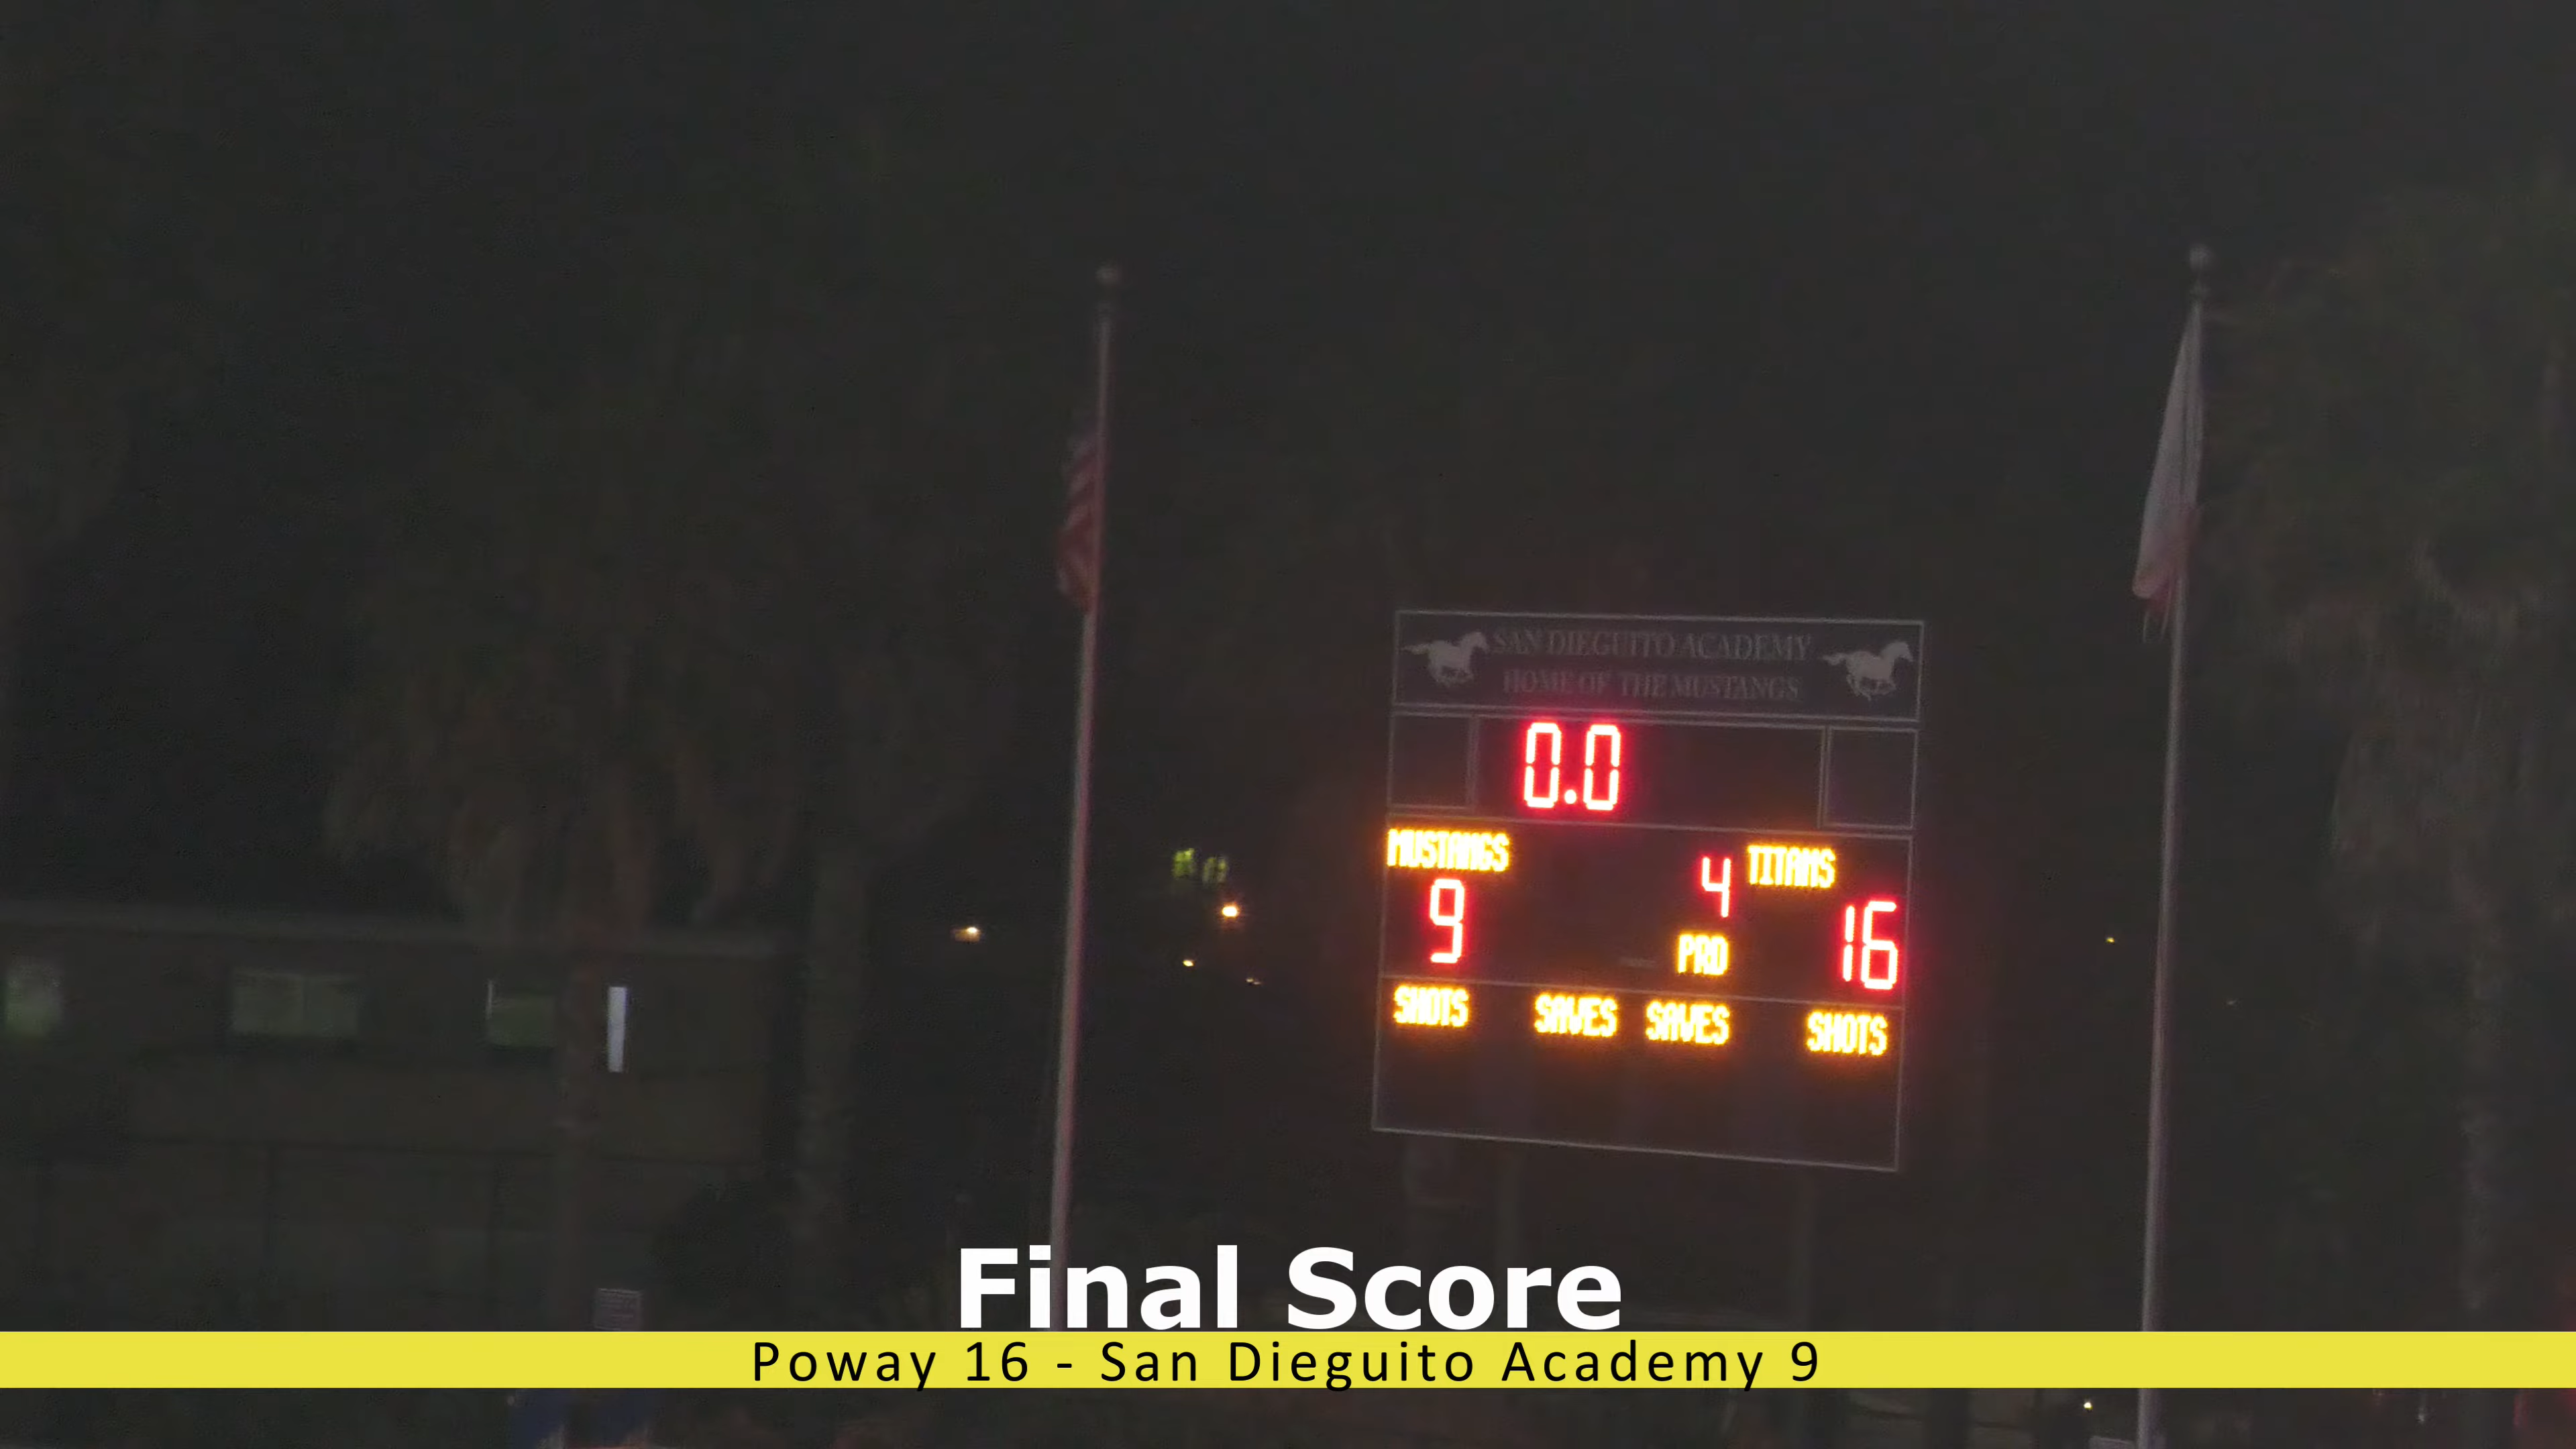 SAN DIEGUITO ACADEMY
HOME OF THE MUSTANGS
0.0
MUSTANGS 4 TITANS
9 PRD 16
SHOTS SAVES SAVES SHOTS
Final Score
Poway 16 - San Dieguito Academy 9